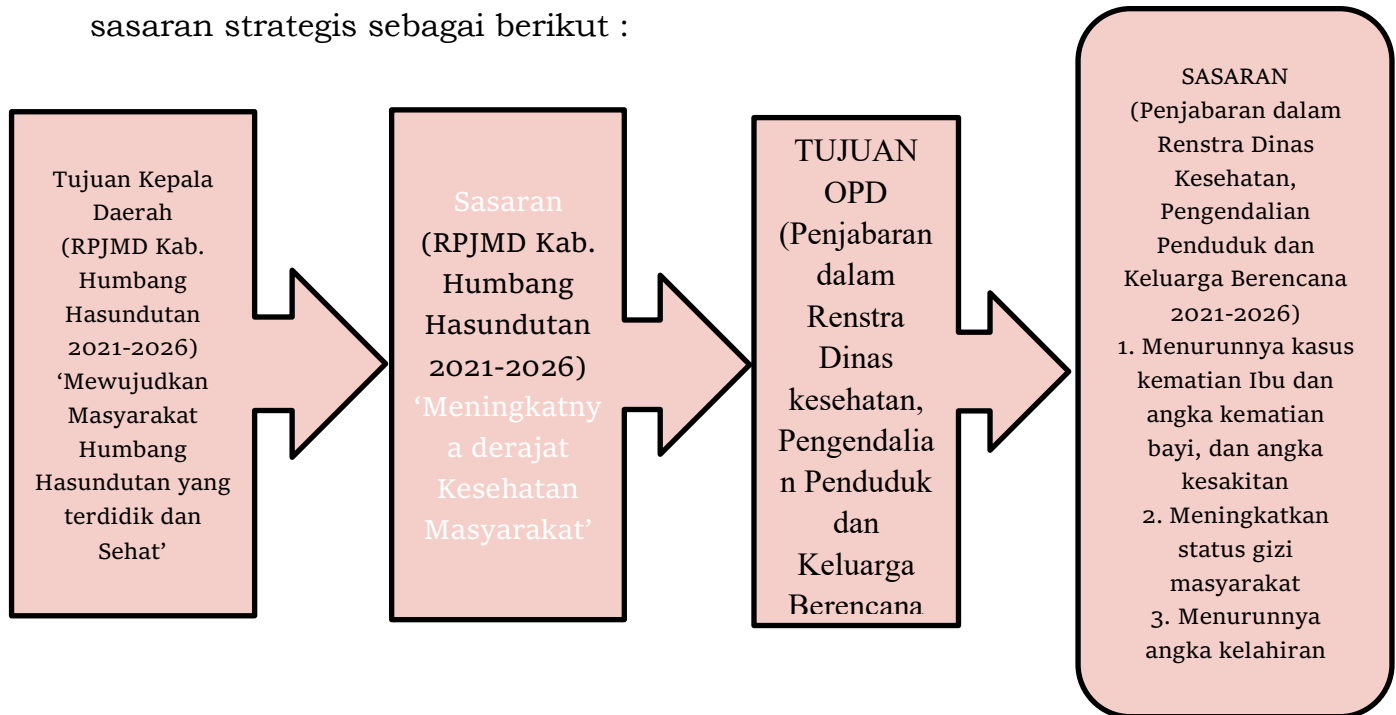 sasaran strategis sebagai berikut :
Tujuan Kepala
Daerah
(RPJMD Kab.
Humbang
Hasundutan
2021-2026)
‘Mewujudkan
Masyarakat
Humbang
Hasundutan yang
terdidik dan
Sehat’
Sasaran
(RPJMD Kab.
Humbang
Hasundutan
2021-2026)
‘Meningkatny
a derajat
Kesehatan
Masyarakat’
TUJUAN
OPD
(Penjabaran
dalam
Renstra
Dinas
kesehatan,
Pengendalia
n Penduduk
dan
Keluarga
Berencana
SASARAN
(Penjabaran dalam
Renstra Dinas
Kesehatan,
Pengendalian
Penduduk dan
Keluarga Berencana
2021-2026)
1. Menurunnya kasus
kematian Ibu dan
angka kematian
bayi, dan angka
kesakitan
2. Meningkatkan
status gizi
masyarakat
3. Menurunnya
angka kelahiran